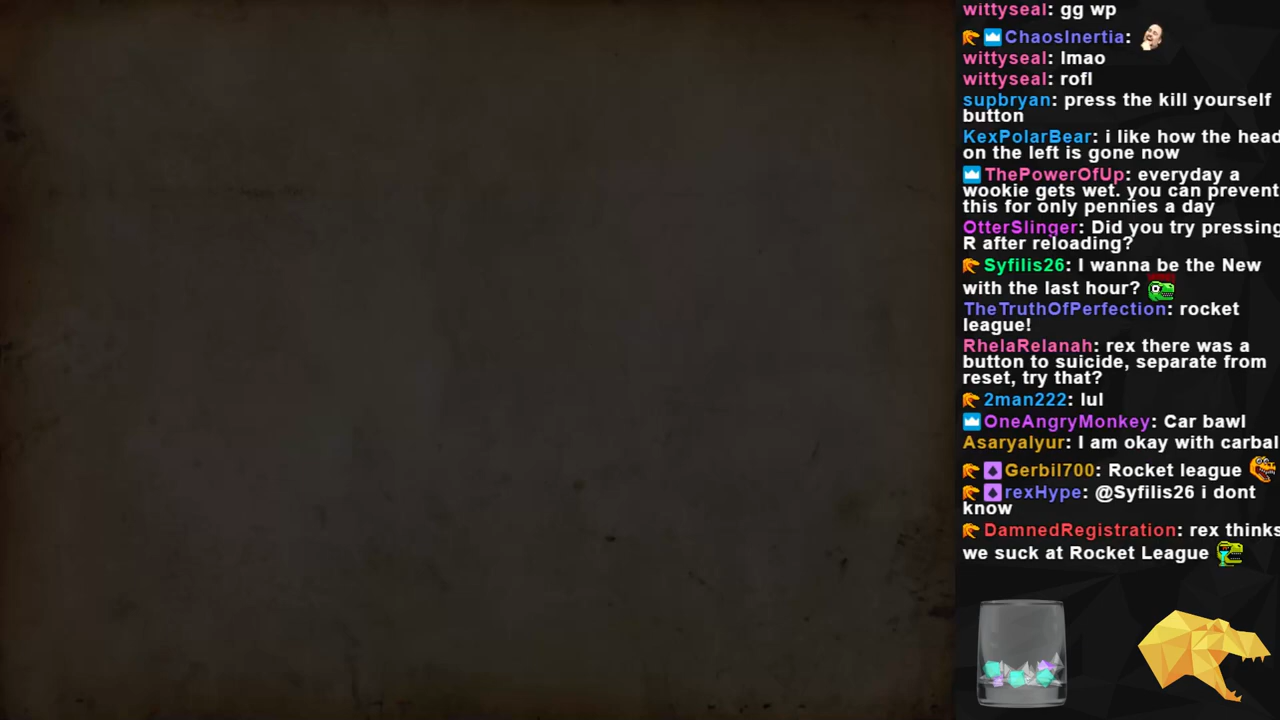 wittyseal: gg wp
ChaosInertia:
wittyseal: lmao
wittyseal: rofl
supbryan: press the kill yourself
button
KexPolarBear: i like how the head
on the left is gone now
ThePowerOfUp: everyday a
wookie gets wet. you can prevent
this for only pennies a day
OtterSlinger: Did you try pressing
R after reloading?
Syfilis26: I wanna be the New
with the last hour?
TheTruthOfPerfection: rocket
league!
RhelaRelanah: rex there was a
button to suicide, separate from
reset, try that?
2man222: lul
OneAngryMonkey: Car bawl
Asaryalyur: I am okay with carbal
Gerbil700: Rocket league
rexHype: @Syfilis26 i dont
know
DamnedRegistration: rex thinks
we suck at Rocket League